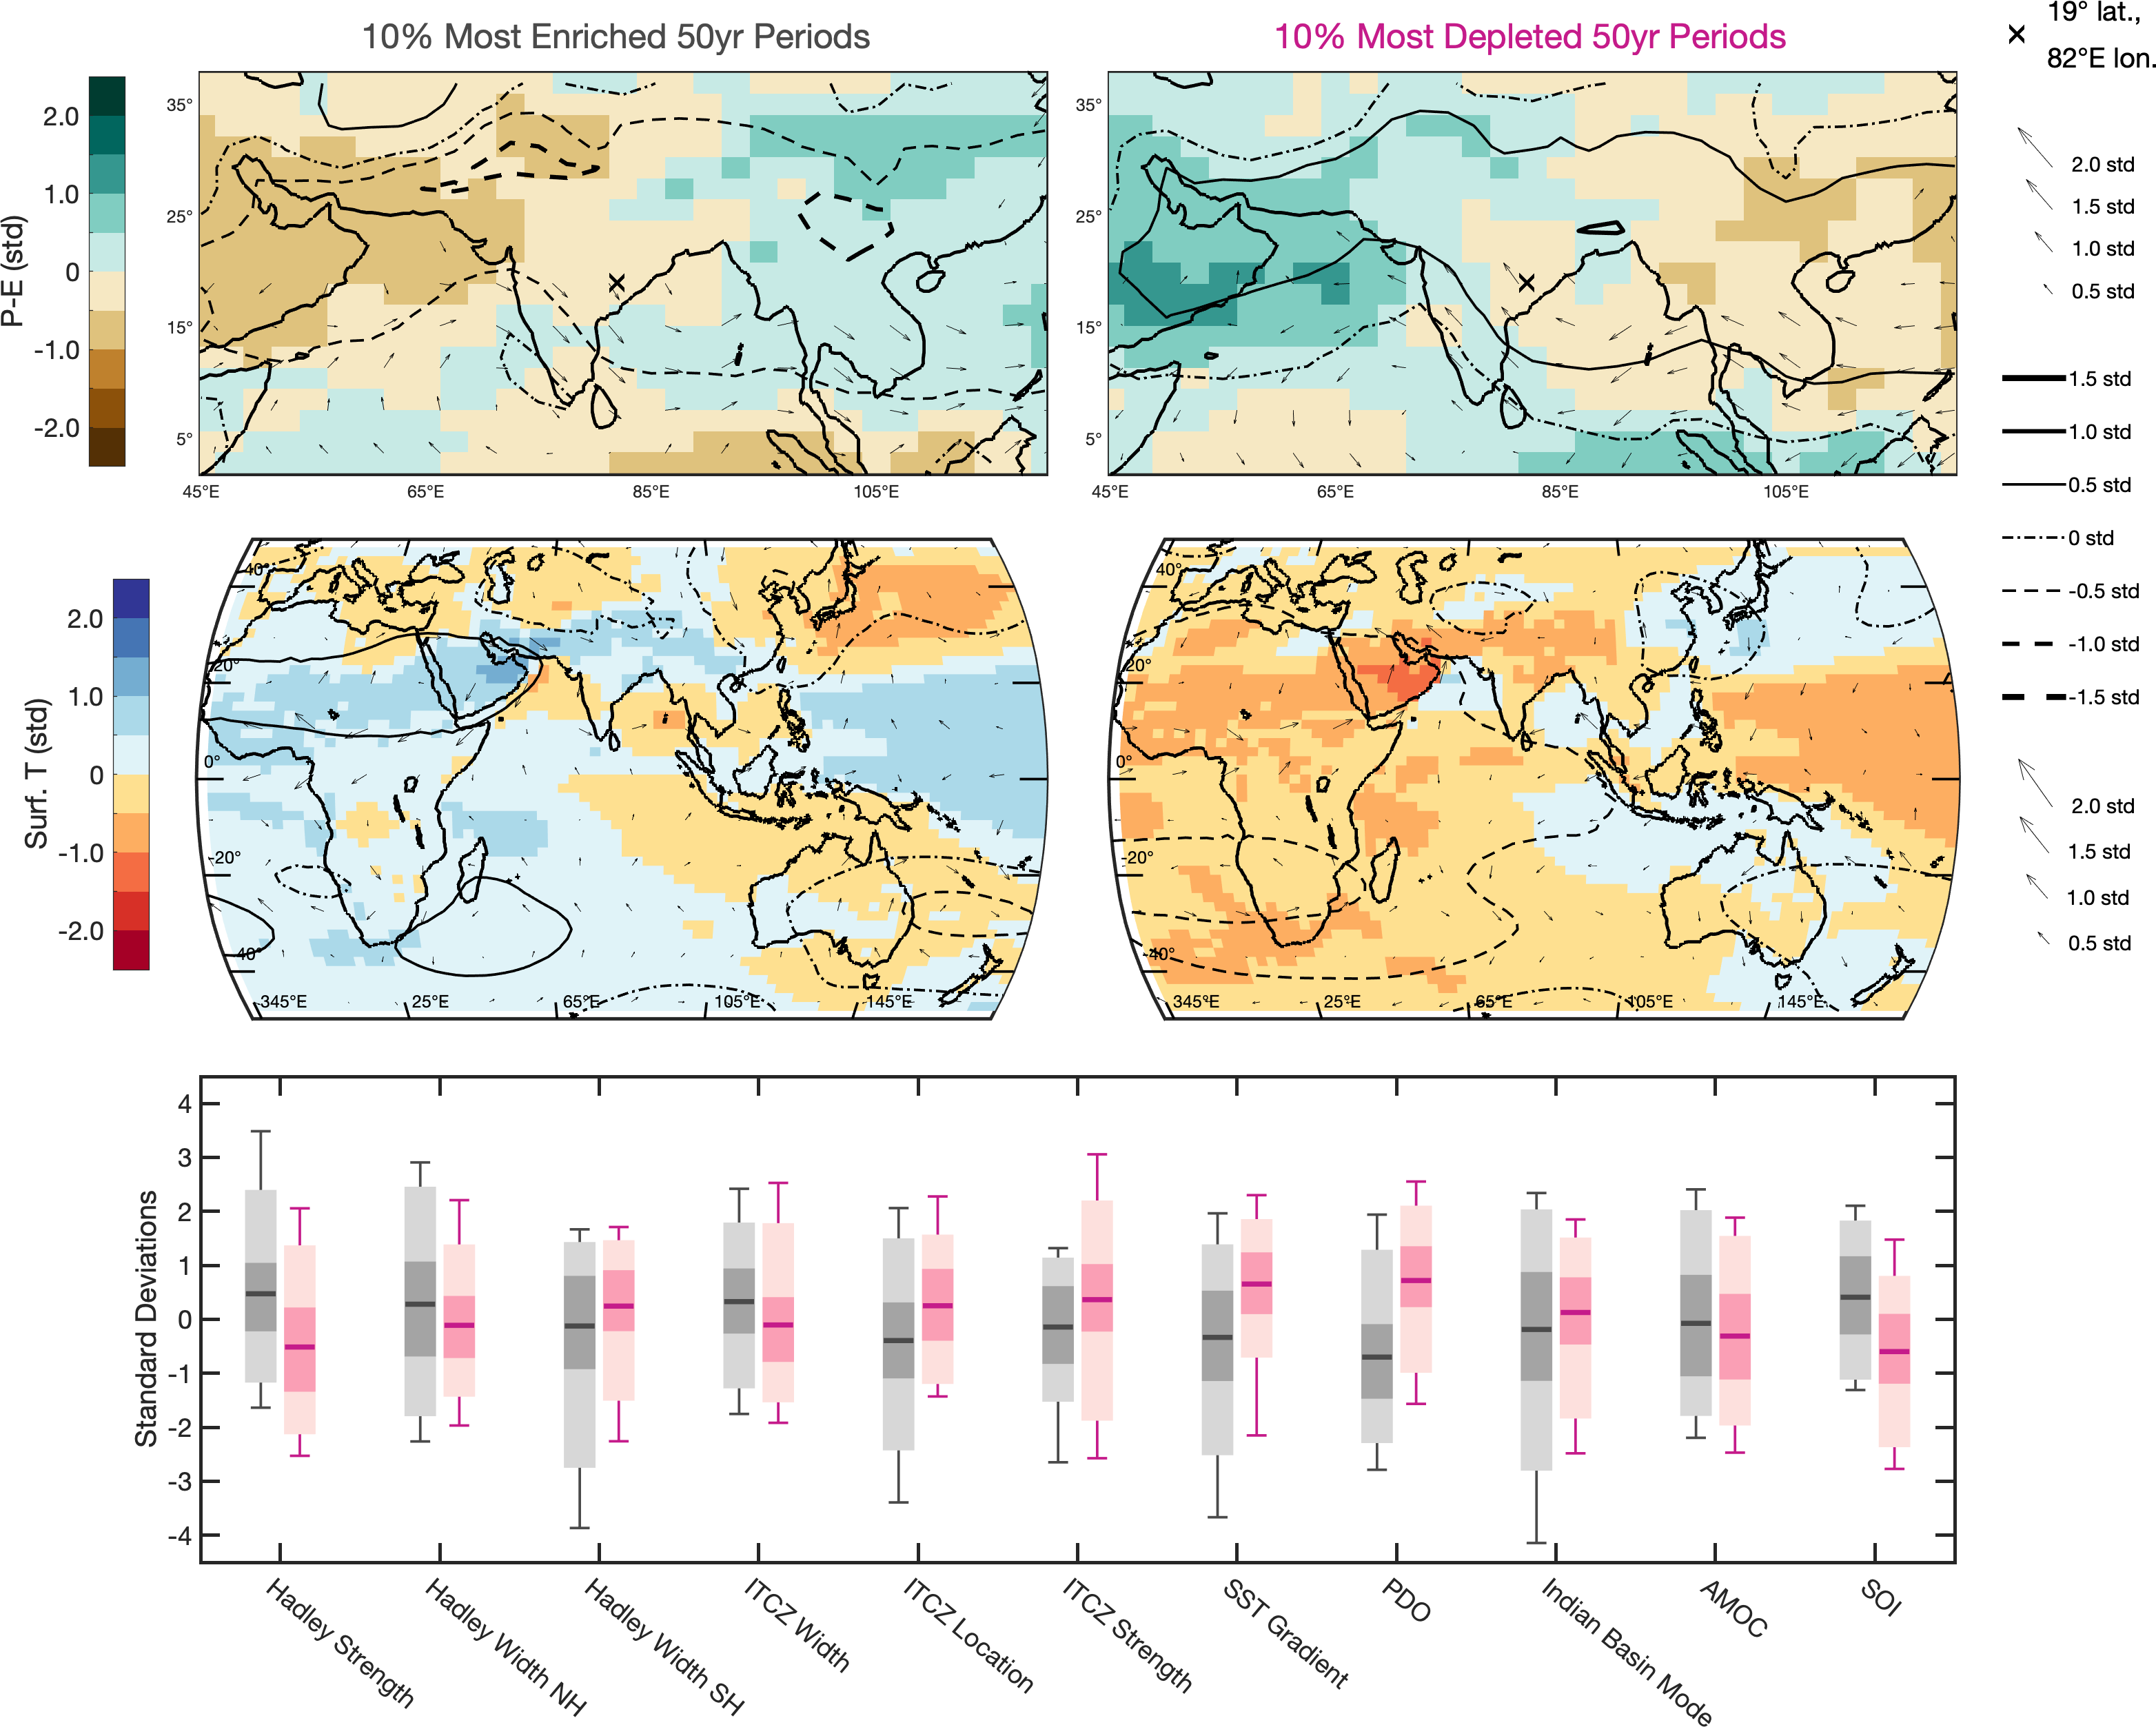 10% Most Enriched 50yr Periods
10% Most Depleted 50yr Periods
19° lat.,
82°E lon.
P-E (std)
2.0
1.0
0
-1.0
-2.0
35°
25°
15°
5°
45°E
65°E
85°E
105°E
35°
25°
15°
5°
45°E
65°E
85°E
105°E
2.0 std
1.5 std
1.0 std
0.5 std
1.5 std
1.0 std
0.5 std
0 std
-0.5 std
-1.0 std
-1.5 std
Surf. T (std)
2.0
1.0
0
-1.0
-2.0
40°
20°
0°
-20°
-40°
345°E
25°E
65°E
105°E
145°E
40°
20°
0°
-20°
-40°
345°E
25°E
65°E
105°E
145°E
2.0 std
1.5 std
1.0 std
0.5 std
Standard Deviations
4
3
2
1
0
-1
-2
-3
-4
Hadley Strength
Hadley Width NH
Hadley Width SH
ITCZ Width
ITCZ Location
ITCZ Strength
SST Gradient
PDO
Indian Basin Mode
AMOC
SOI